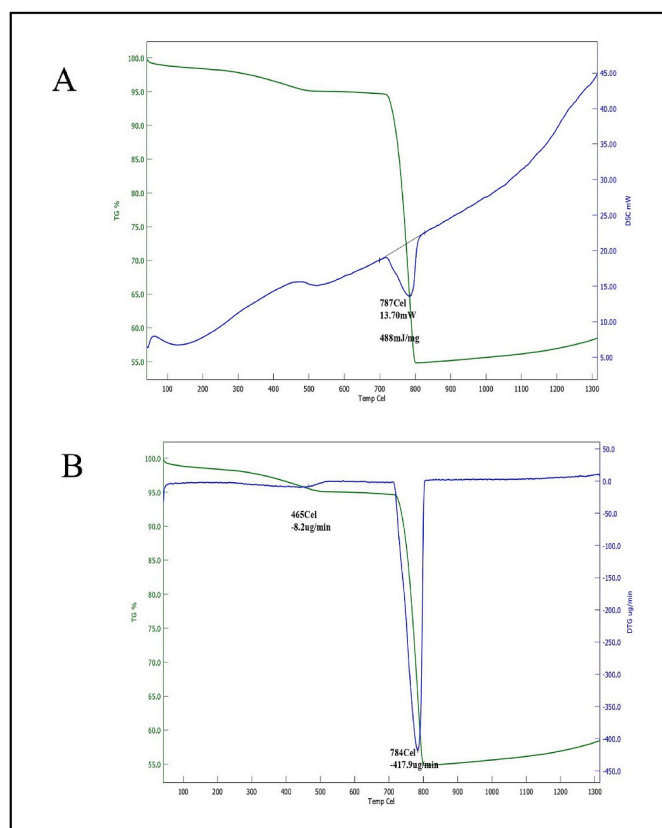 A
100.0
95.0
90.0
85.0
80.0
75.0
70.0
65.0
60.0
55.0
TG %
45.00
40.00
35.00
30.00
25.00
20.00
15.00
10.00
5.00
DSC mW
787Cel
13.70mW
488mJ/mg
100 200 300 400 500 600 700 800 900 1000 1100 1200 1300
Temp Cel
B
100.0
95.0
90.0
85.0
80.0
75.0
70.0
65.0
60.0
55.0
TG %
50.0
0.0
-50.0
-100.0
-150.0
-200.0
-250.0
-300.0
-350.0
-400.0
-450.0
DTG ug/min
465Cel
-8.2ug/min
784Cel
-417.9ug/min
100 200 300 400 500 600 700 800 900 1000 1100 1200 1300
Temp Cel